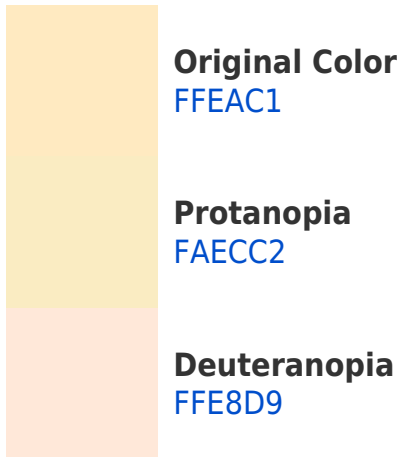 Original Color
FFEAC1
Protanopia
FAECC2
Deuteranopia
FFE8D9